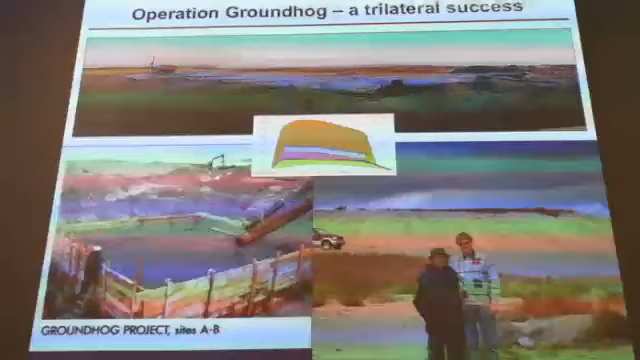 Operation Groundhog – a trilateral success
GROUNDHOG PROJECT, sites A-B